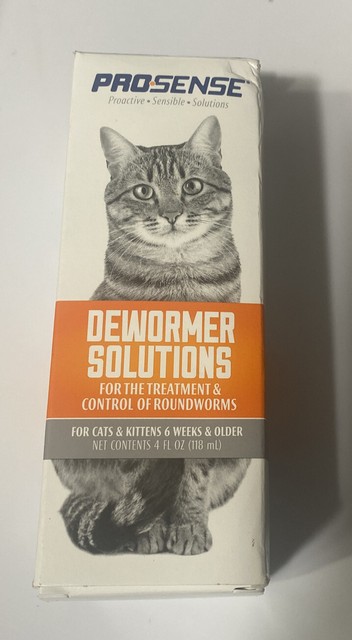 PRO•SENSE®
Proactive • Sensible • Solutions
DEWORMER
SOLUTIONS
FOR THE TREATMENT &
CONTROL OF ROUNDWORMS
FOR CATS & KITTENS 6 WEEKS & OLDER
NET CONTENTS 4 FL OZ (118 mL)